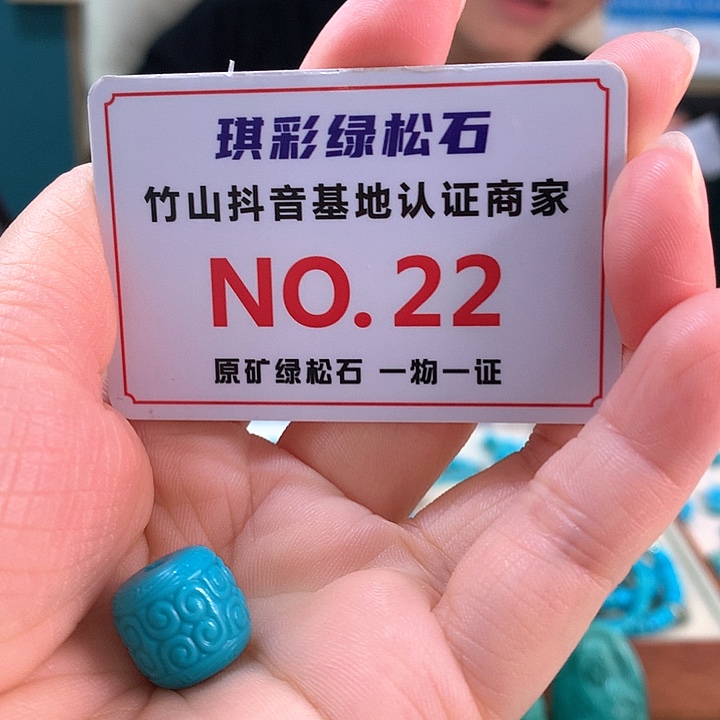 琪彩绿松石
竹山抖音基地认证商家
NO.22
原矿绿松石 一物一证